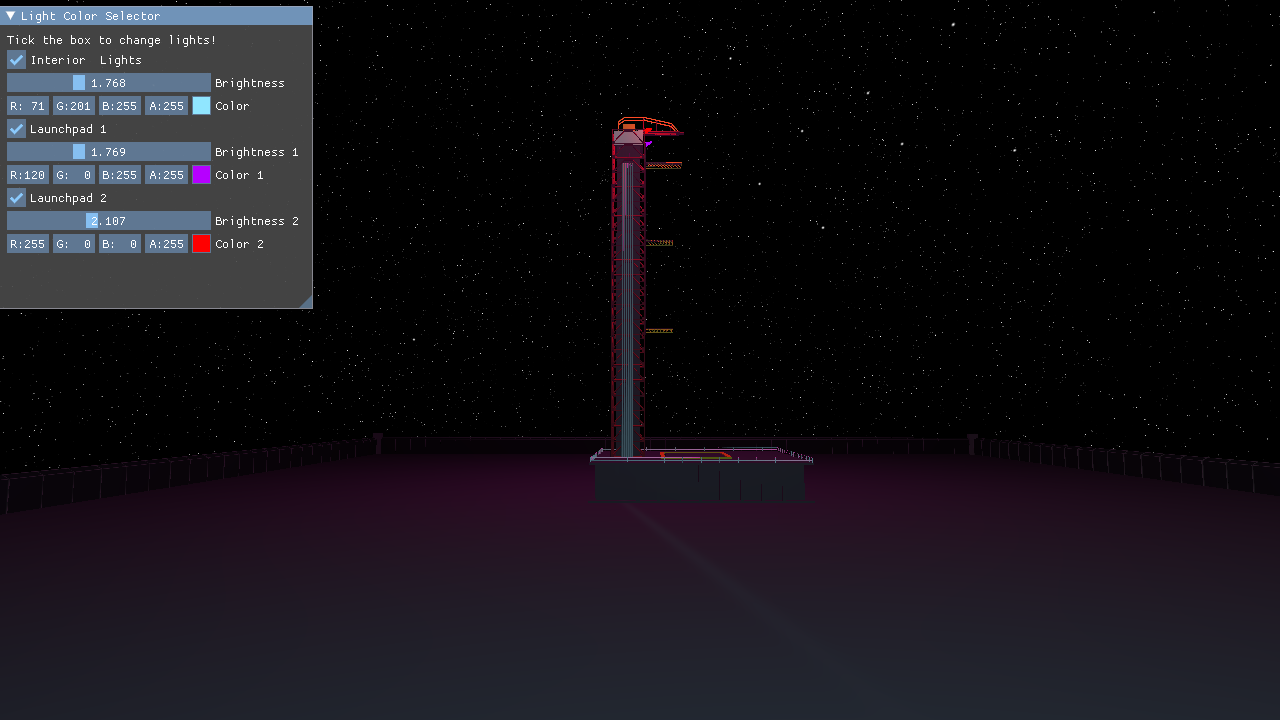 Light Color Selector
Tick the box to change lights!
Interior Lights
1.768 Brightness
R: 71 G:201 B:255 A:255 Color
Launchpad 1
1.769 Brightness 1
R:120 G: 0 B:255 A:255 Color 1
Launchpad 2
2.107 Brightness 2
R:255 G: 0 B: 0 A:255 Color 2